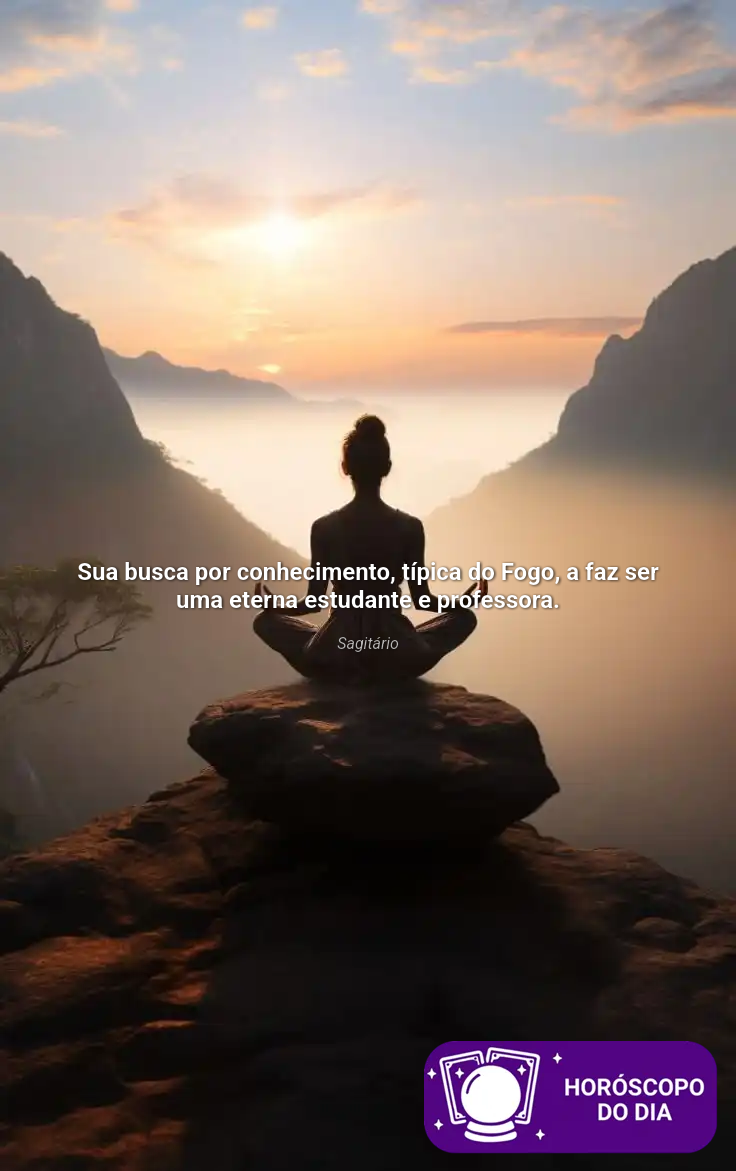 Sua busca por conhecimento, típica do Fogo, a faz ser
uma eterna estudante e professora.
Sagitário
HORÓSCOPO
DO DIA